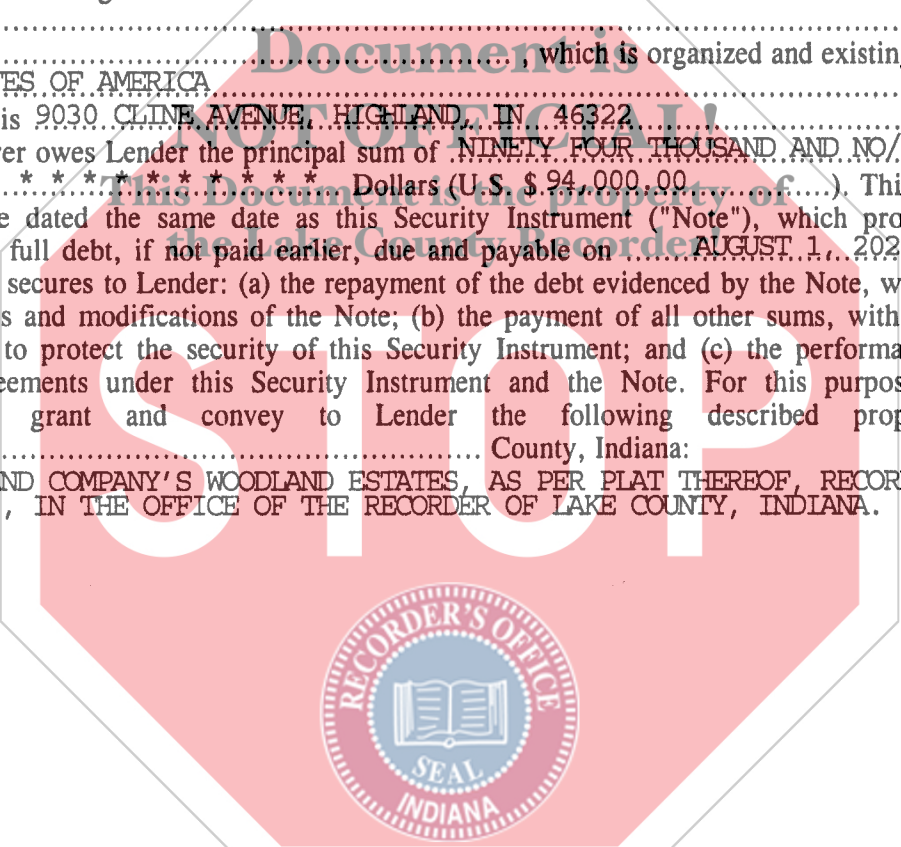 Document is
, which is organized and existin
ES OF AMERICA
NOT OFFICIAL!
is 9030 CLINE AVENUE, HIGHLAND, IN 46322
er owes Lender the principal sum of NINETY FOUR THOUSAND AND NO/
* * * * * * * * * * Dollars (U.S. $ 94,000.00 ). Thi
This Document is the property of
e dated the same date as this Security Instrument ("Note"), which pro
the Lake County Recorder!
full debt, if not paid earlier, due and payable on AUGUST 1, 202
secures to Lender: (a) the repayment of the debt evidenced by the Note, w
s and modifications of the Note; (b) the payment of all other sums, with
to protect the security of this Security Instrument; and (c) the performa
eements under this Security Instrument and the Note. For this purpos
grant and convey to Lender the following described prop
County, Indiana:
STOP
ND COMPANY'S WOODLAND ESTATES, AS PER PLAT THEREOF, RECOR
, IN THE OFFICE OF THE RECORDER OF LAKE COUNTY, INDIANA.
RECORDER'S OFFICE
SEAL
INDIANA